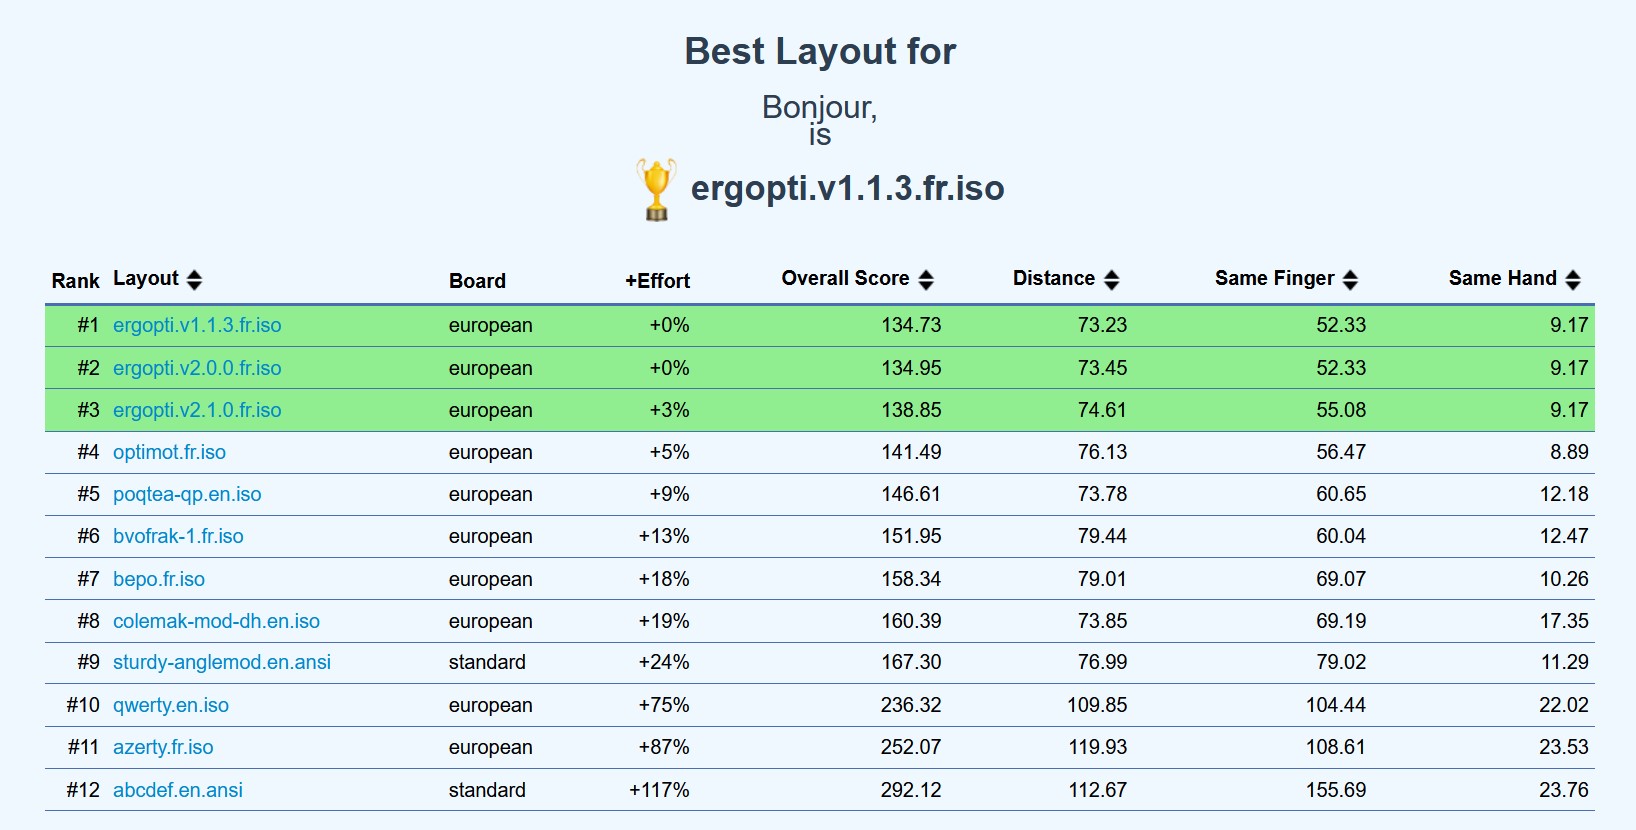 Best Layout for
Bonjour,
is
ergopti.v1.1.3.fr.iso
Rank Layout Board +Effort Overall Score Distance Same Finger Same Hand
#1 ergopti.v1.1.3.fr.iso european +0% 134.73 73.23 52.33 9.17
#2 ergopti.v2.0.0.fr.iso european +0% 134.95 73.45 52.33 9.17
#3 ergopti.v2.1.0.fr.iso european +3% 138.85 74.61 55.08 9.17
#4 optimot.fr.iso european +5% 141.49 76.13 56.47 8.89
#5 poqtea-qp.en.iso european +9% 146.61 73.78 60.65 12.18
#6 bvofrak-1.fr.iso european +13% 151.95 79.44 60.04 12.47
#7 bepo.fr.iso european +18% 158.34 79.01 69.07 10.26
#8 colemak-mod-dh.en.iso european +19% 160.39 73.85 69.19 17.35
#9 sturdy-anglemod.en.ansi standard +24% 167.30 76.99 79.02 11.29
#10 qwerty.en.iso european +75% 236.32 109.85 104.44 22.02
#11 azerty.fr.iso european +87% 252.07 119.93 108.61 23.53
#12 abcdef.en.ansi standard +117% 292.12 112.67 155.69 23.76